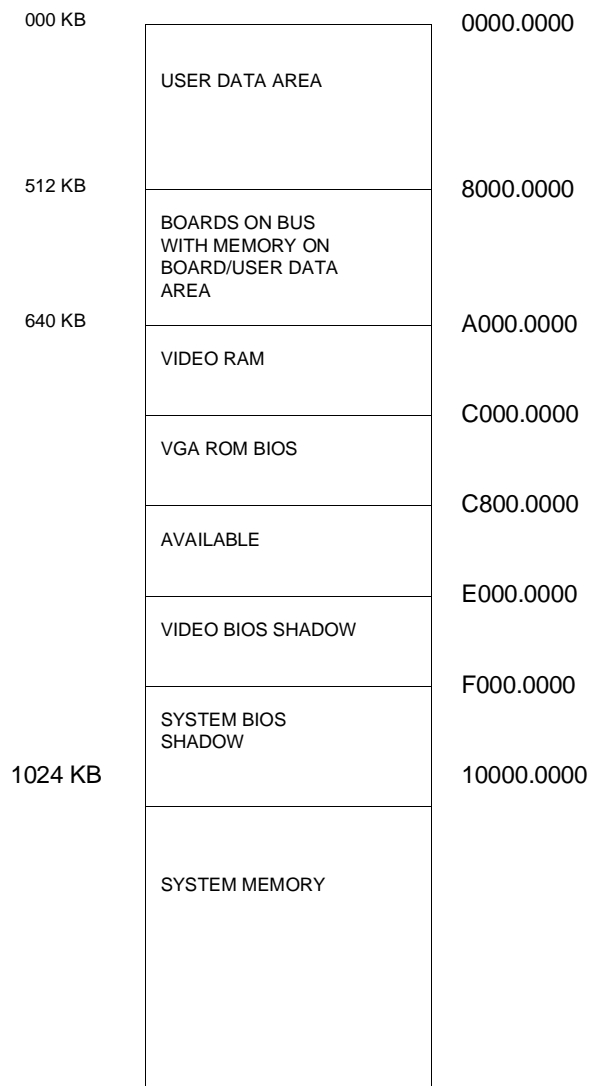 000 KB
0000.0000
USER DATA AREA
512 KB
8000.0000
BOARDS ON BUS
WITH MEMORY ON
BOARD/USER DATA
AREA
640 KB
A000.0000
VIDEO RAM
C000.0000
VGA ROM BIOS
C800.0000
AVAILABLE
E000.0000
VIDEO BIOS SHADOW
F000.0000
SYSTEM BIOS
SHADOW
1024 KB
10000.0000
SYSTEM MEMORY